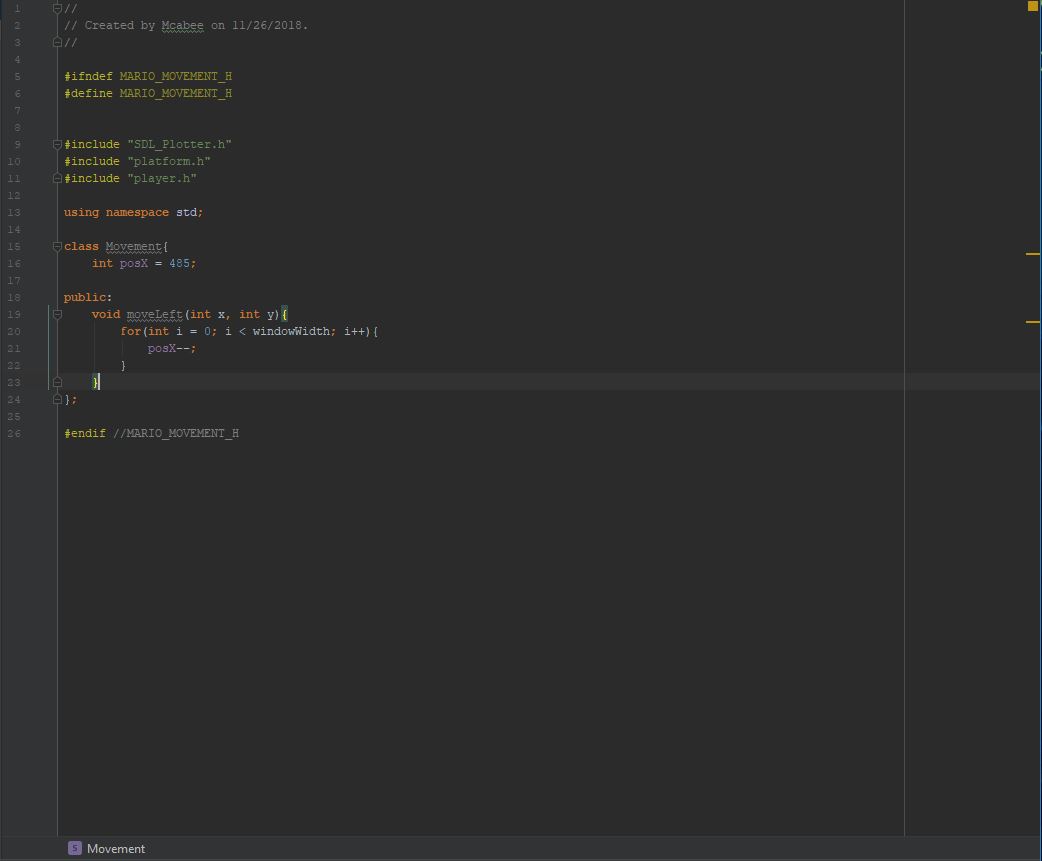 1 //
2 // Created by Mcabee on 11/26/2018.
3 //
4
5 #ifndef MARIO_MOVEMENT_H
6 #define MARIO_MOVEMENT_H
7
8
9 #include "SDL_Plotter.h"
10 #include "platform.h"
11 #include "player.h"
12
13 using namespace std;
14
15 class Movement{
16     int posX = 485;
17
18 public:
19     void moveLeft(int x, int y){
20         for(int i = 0; i < windowWidth; i++){
21             posX--;
22         }
23     }
24 };
25
26 #endif //MARIO_MOVEMENT_H
S Movement